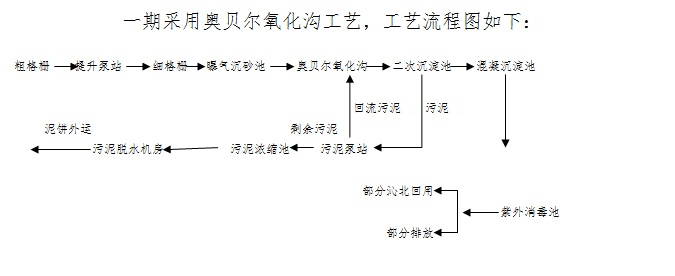 一期采用奥贝尔氧化沟工艺，工艺流程图如下：
粗格栅 提升泵站 细格栅 曝气沉砂池 奥贝尔氧化沟 二次沉淀池 混凝沉淀池
回流污泥 污泥
泥饼外运 剩余污泥
污泥脱水机房 污泥浓缩池 污泥泵站
部分沁北回用
紫外消毒池
部分排放